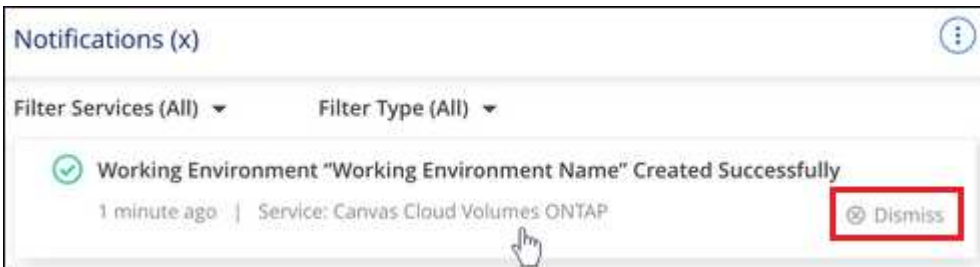 Notifications (x)
Filter Services (All) Filter Type (All)
Working Environment “Working Environment Name” Created Successfully
1 minute ago | Service: Canvas Cloud Volumes ONTAP Dismiss